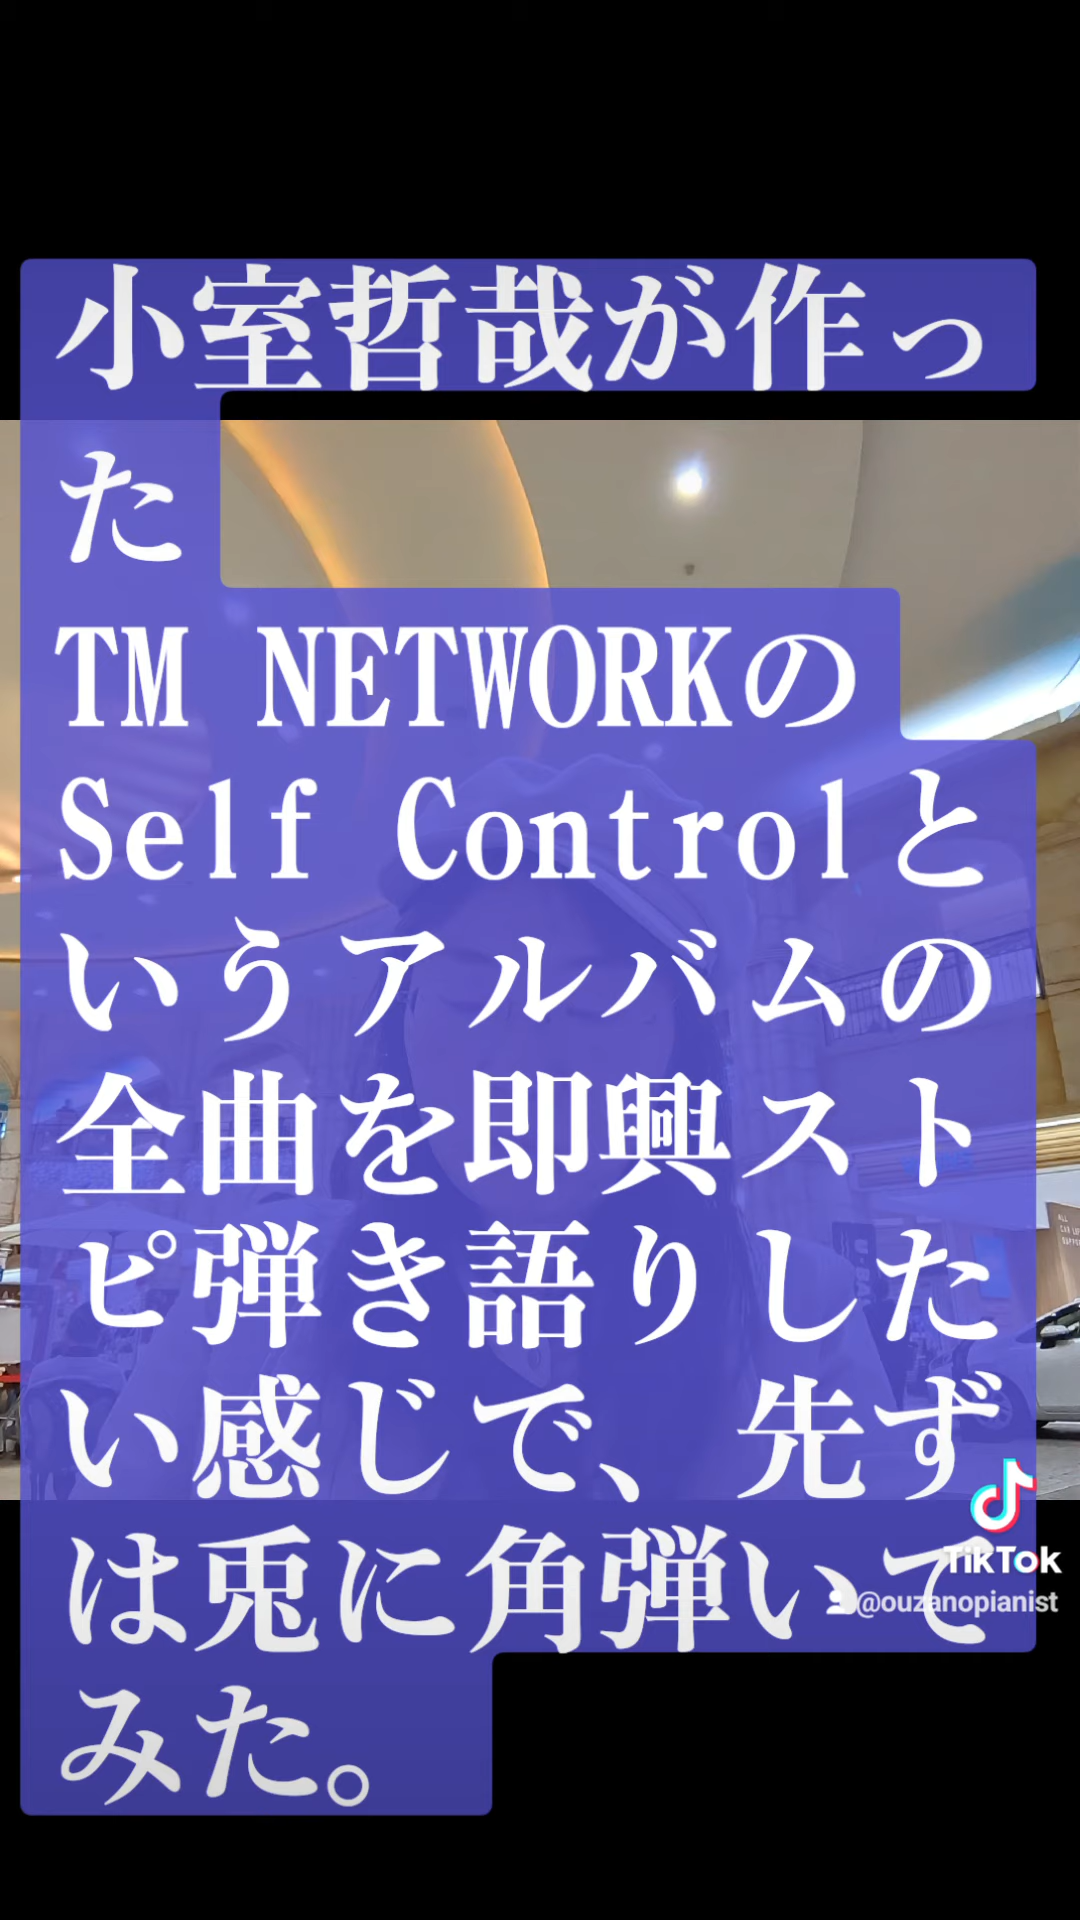 小室哲哉が作っ
た
TM NETWORKの
Self Controlと
いうアルバムの
全曲を即興スト
ピ弾き語りした
い感じで、先ず
は兎に角弾いて
みた。
TikTok
@ouzanopianist